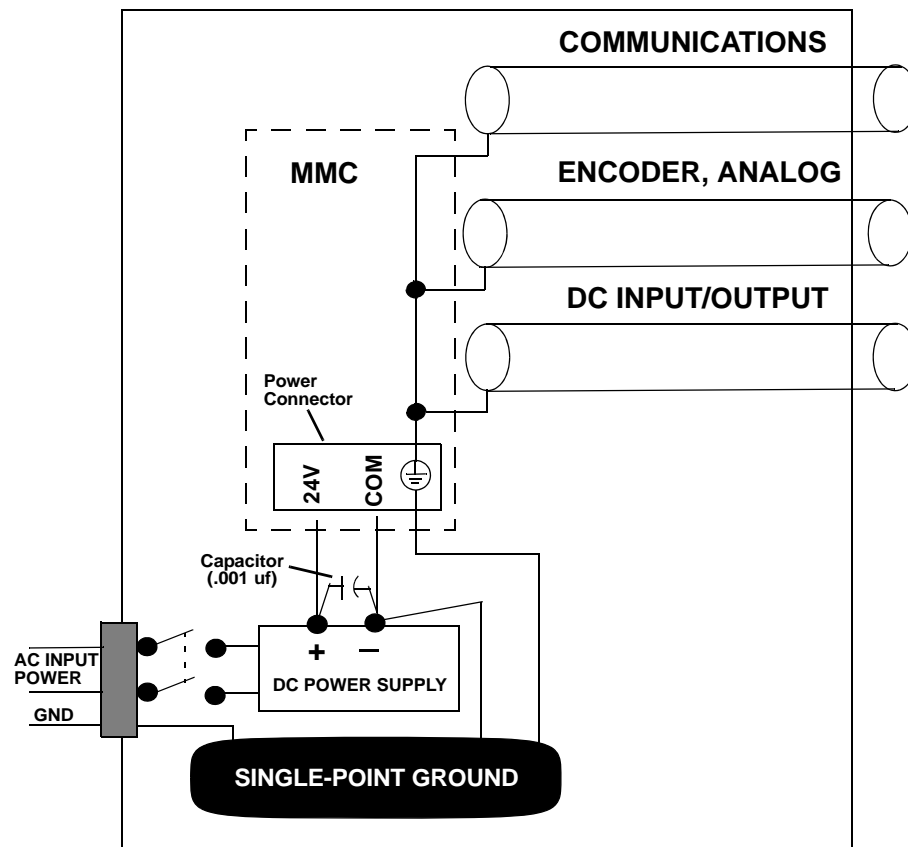 COMMUNICATIONS
MMC
ENCODER, ANALOG
DC INPUT/OUTPUT
Power
Connector
24V
COM
Capacitor
(.001 uf)
+
–
AC INPUT
POWER
DC POWER SUPPLY
GND
SINGLE-POINT GROUND